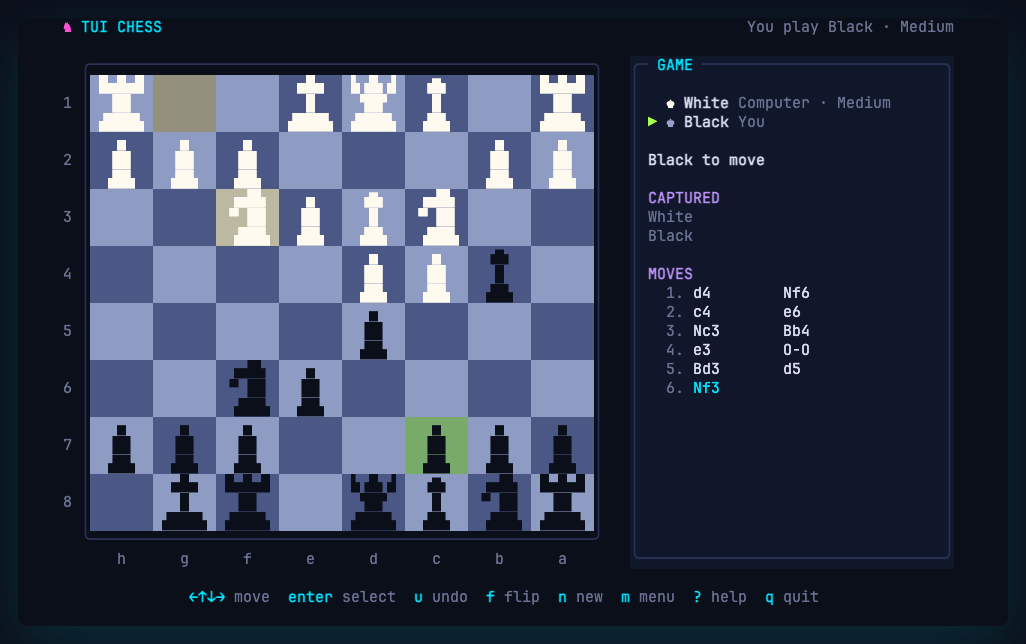 TUI CHESS You play Black · Medium
GAME
1
White Computer · Medium
▶ Black You
2
Black to move
CAPTURED
3
White
Black
4
MOVES
1. d4 Nf6
5
2. c4 e6
3. Nc3 Bb4
4. e3 O-O
6
5. Bd3 d5
6. Nf3
7
8
h g f e d c b a
←↑↓→ move enter select u undo f flip n new m menu ? help q quit